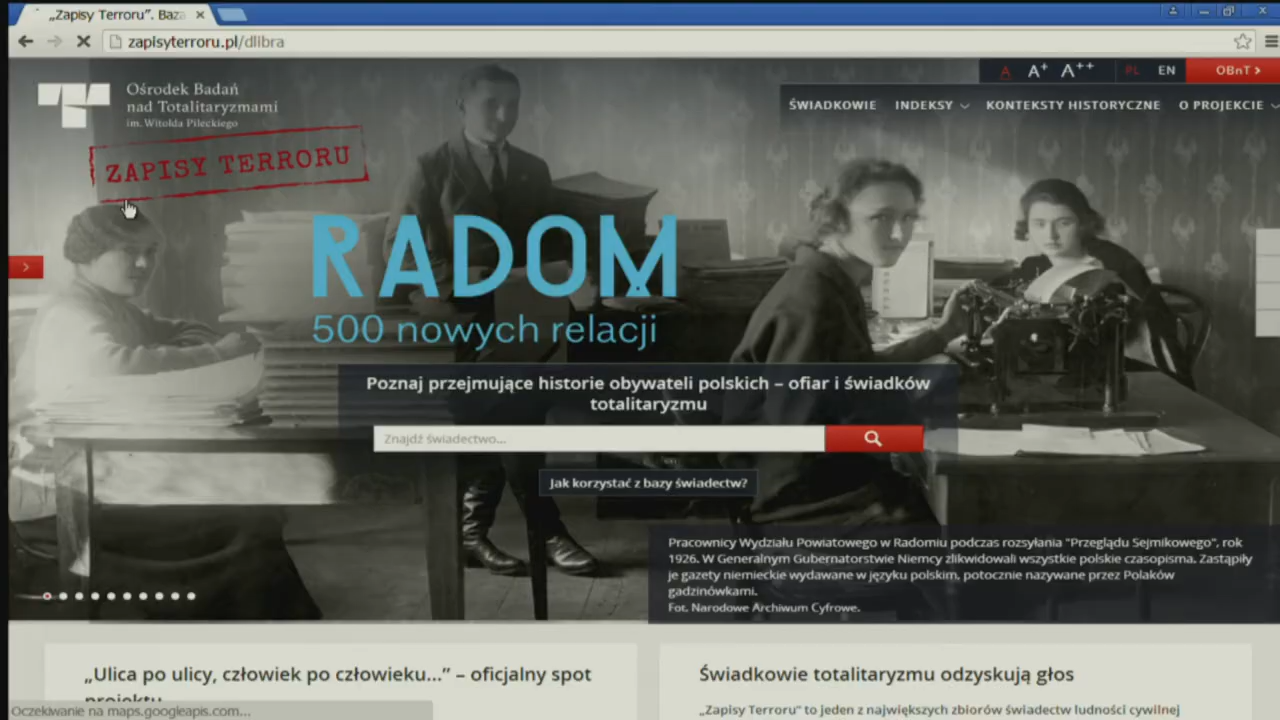 „Zapisy Terroru”. Baza
zapisyterroru.pl/dlibra
A A+ A++ PL EN OBnT
Ośrodek Badań
nad Totalitaryzmami
im. Witolda Pileckiego
ŚWIADKOWIE INDEKSY KONTEKSTY HISTORYCZNE O PROJEKCIE
ZAPISY TERRORU
RADOM
500 nowych relacji
Poznaj przejmujące historie obywateli polskich – ofiar i świadków
totalitaryzmu
Znajdź świadectwo...
Jak korzystać z bazy świadectw?
Pracownicy Wydziału Powiatowego w Radomiu podczas rozsyłania "Przeglądu Sejmikowego", rok
1926. W Generalnym Gubernatorstwie Niemcy zlikwidowali wszystkie polskie czasopisma. Zastąpiły
je gazety niemieckie wydawane w języku polskim, potocznie nazywane przez Polaków
gadzinówkami.
Fot. Narodowe Archiwum Cyfrowe.
„Ulica po ulicy, człowiek po człowieku...” – oficjalny spot
projektu
Świadkowie totalitaryzmu odzyskują głos
„Zapisy Terroru” to jeden z największych zbiorów świadectw ludności cywilnej
Oczekiwanie na maps.googleapis.com...